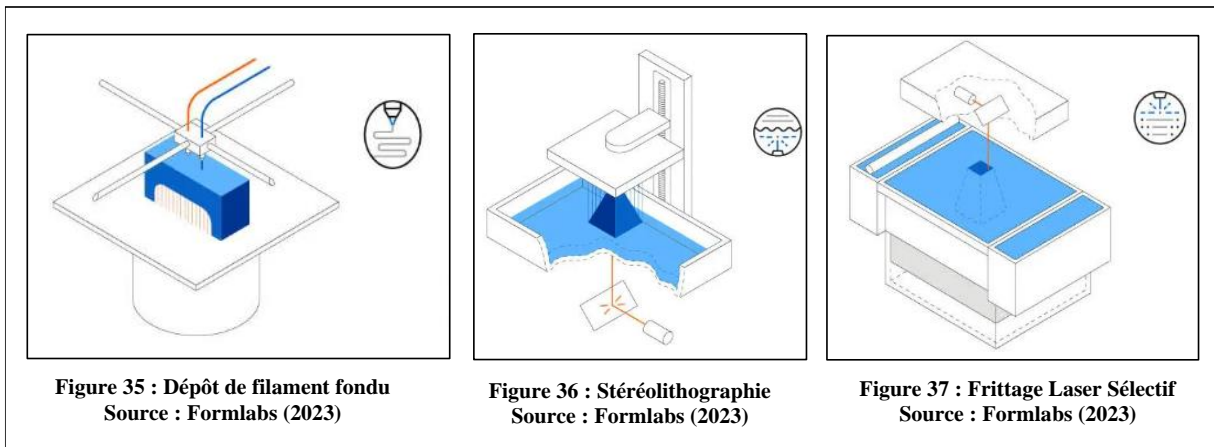 Figure 35 : Dépôt de filament fondu
Source : Formlabs (2023)
Figure 36 : Stéréolithographie
Source : Formlabs (2023)
Figure 37 : Frittage Laser Sélectif
Source : Formlabs (2023)